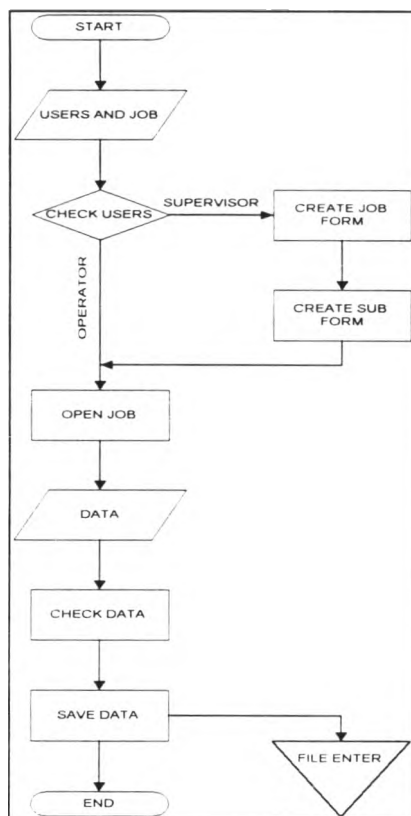 START
USERS AND JOB
CHECK USERS
SUPERVISOR
CREATE JOB
FORM
OPERATOR
CREATE SUB
FORM
OPEN JOB
DATA
CHECK DATA
SAVE DATA
FILE ENTER
END